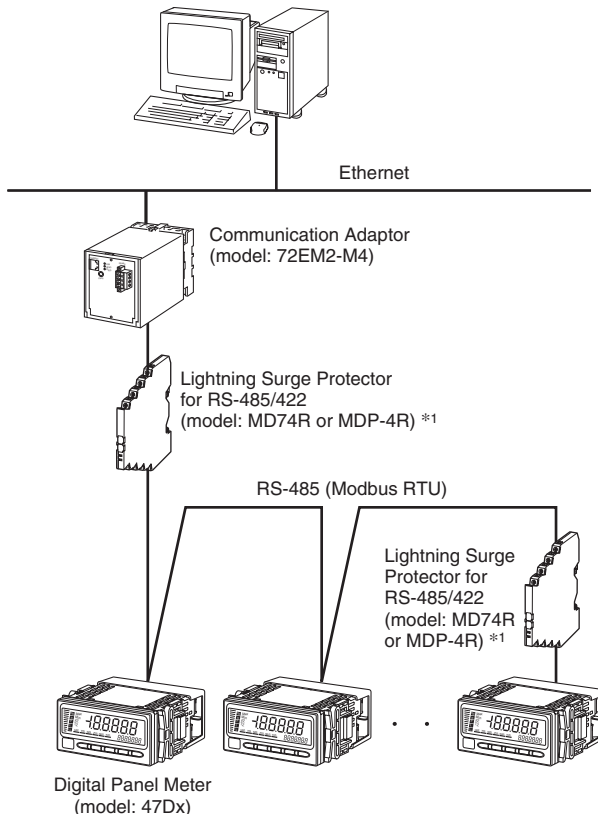 Ethernet
Communication Adaptor
(model: 72EM2-M4)
Lightning Surge Protector
for RS-485/422
(model: MD74R or MDP-4R) *1
RS-485 (Modbus RTU)
Lightning Surge
Protector for
RS-485/422
(model: MD74R
or MDP-4R) *1
Digital Panel Meter
(model: 47Dx)